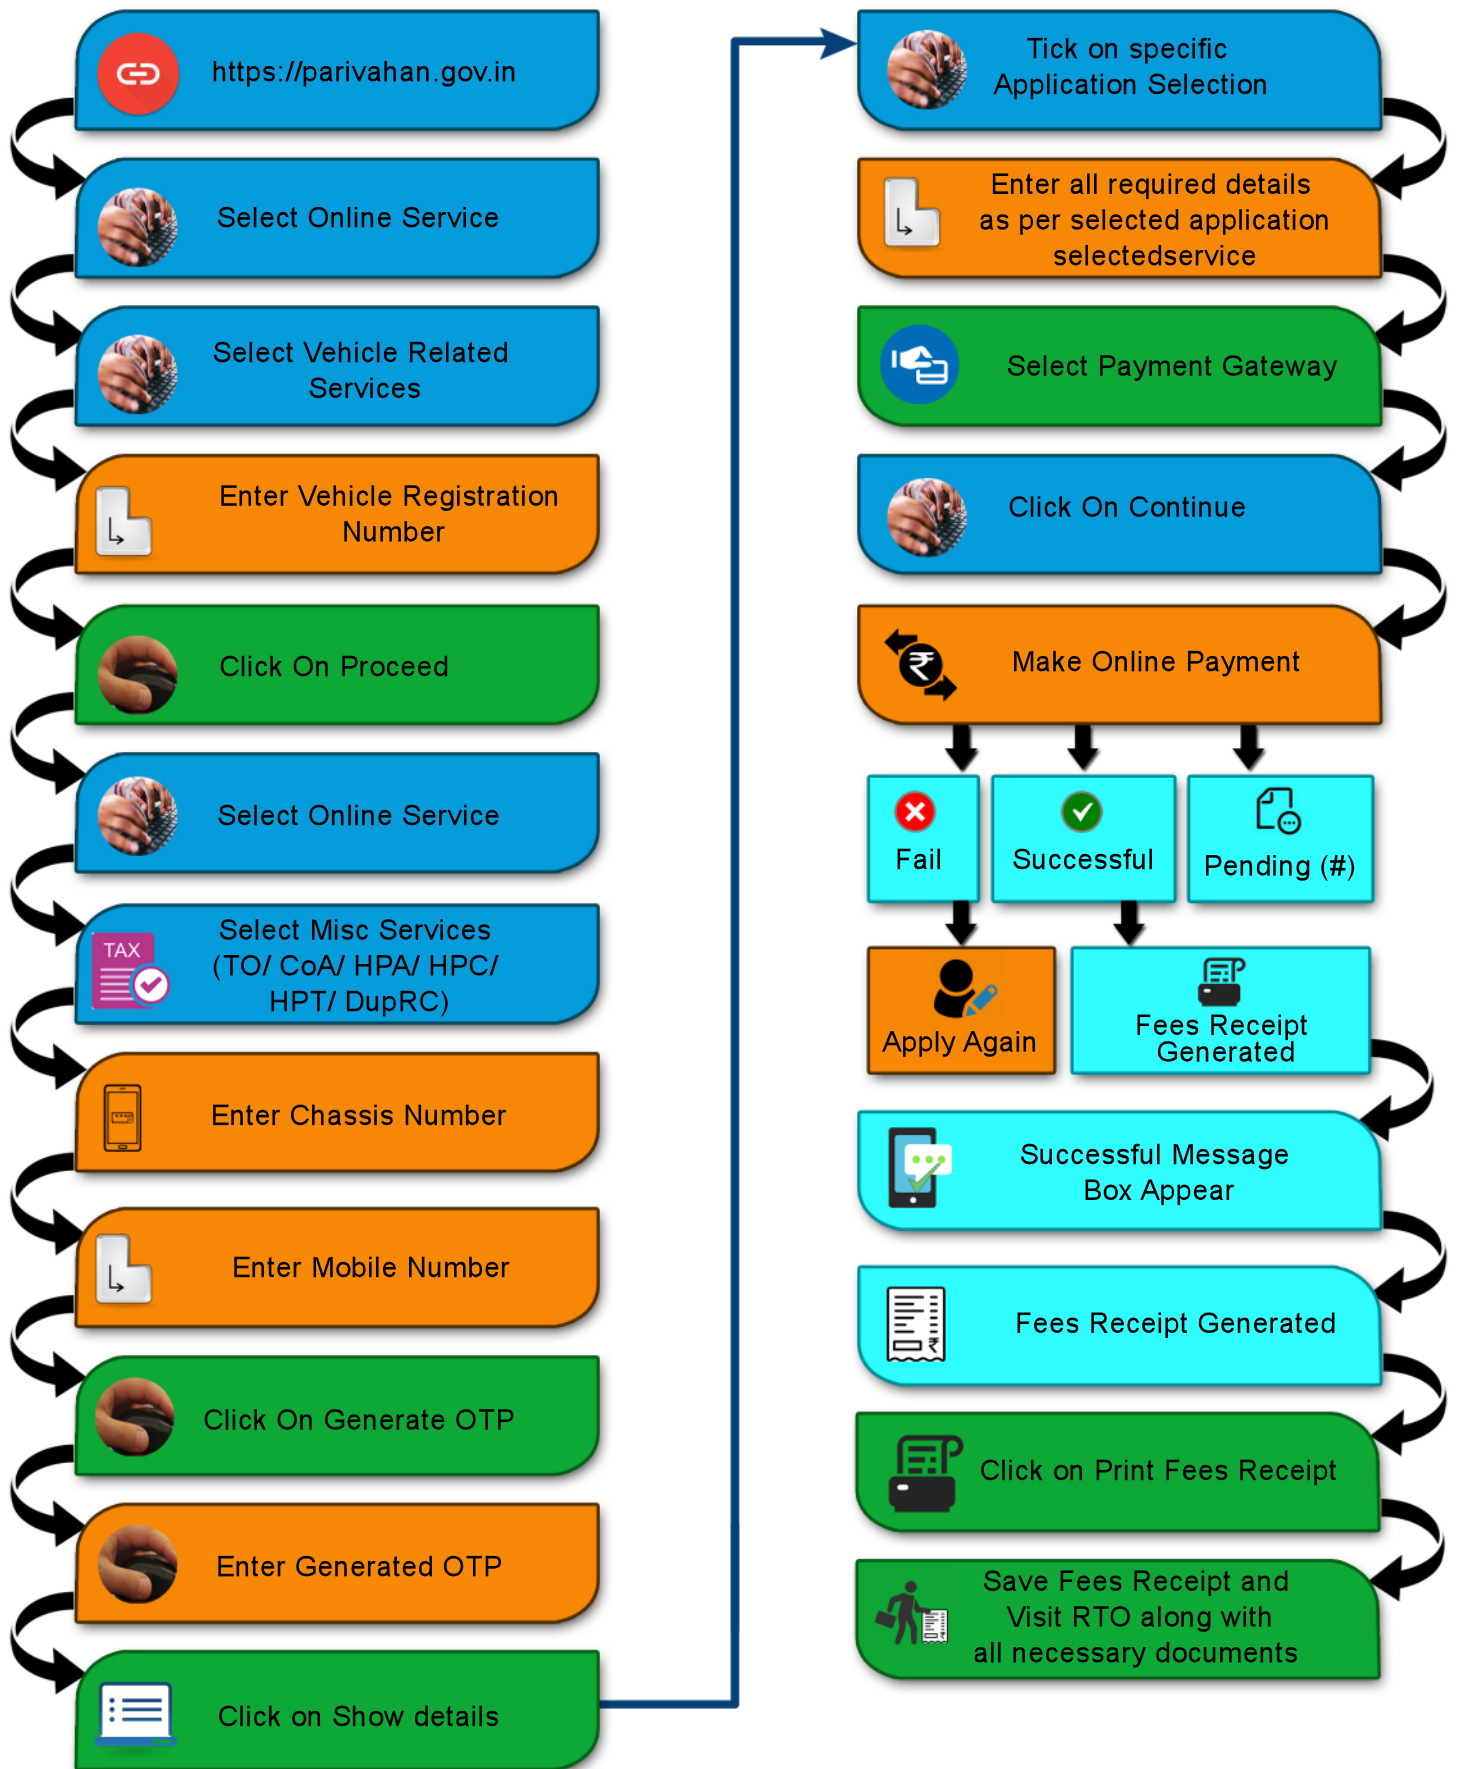 https://parivahan.gov.in
Select Online Service
Select Vehicle Related
Services
Enter Vehicle Registration
Number
Click On Proceed
Select Online Service
TAX
Select Misc Services
(TO/ CoA/ HPA/ HPC/
HPT/ DupRC)
Enter Chassis Number
Enter Mobile Number
Click On Generate OTP
Enter Generated OTP
Click on Show details
Tick on specific
Application Selection
Enter all required details
as per selected application
selectedservice
Select Payment Gateway
Click On Continue
₹
Make Online Payment
Fail
Successful
Pending (#)
Apply Again
Fees Receipt
Generated
Successful Message
Box Appear
₹
Fees Receipt Generated
Click on Print Fees Receipt
Save Fees Receipt and
Visit RTO along with
all necessary documents